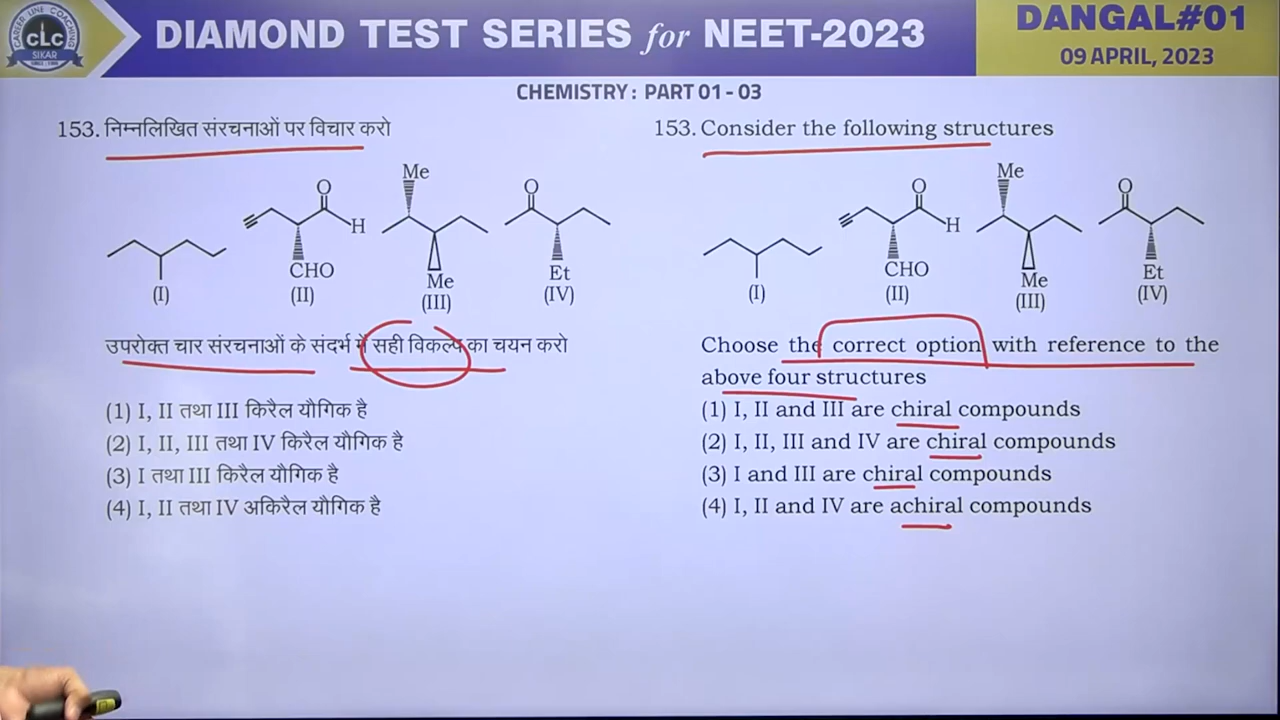 CAREER LINE COACHING
CLC
SIKAR
DIAMOND TEST SERIES for NEET-2023
DANGAL#01
09 APRIL, 2023
CHEMISTRY : PART 01 - 03
153. निम्नलिखित संरचनाओं पर विचार करो
O
H
CHO
Me
Me
O
Et
(I)
(II)
(III)
(IV)
उपरोक्त चार संरचनाओं के संदर्भ में सही विकल्प का चयन करो
(1) I, II तथा III किरैल यौगिक है
(2) I, II, III तथा IV किरैल यौगिक है
(3) I तथा III किरैल यौगिक है
(4) I, II तथा IV अकिरैल यौगिक है
153. Consider the following structures
O
H
CHO
Me
Me
O
Et
(I)
(II)
(III)
(IV)
Choose the correct option with reference to the
above four structures
(1) I, II and III are chiral compounds
(2) I, II, III and IV are chiral compounds
(3) I and III are chiral compounds
(4) I, II and IV are achiral compounds